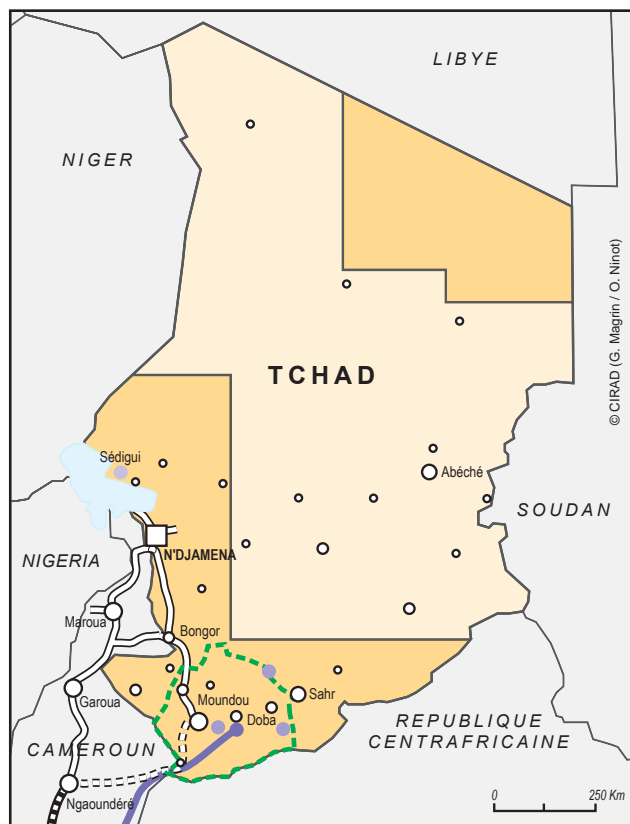 LIBYE
NIGER
© CIRAD (G. Magrin / O. Ninot)
TCHAD
Sédigui
Abéché
SOUDAN
N'DJAMENA
NIGERIA
Maroua
Bongor
Garoua
Moundou
Sahr
Doba
REPUBLIQUE
CENTRAFRICAINE
CAMEROUN
Ngaoundéré
0
250 Km